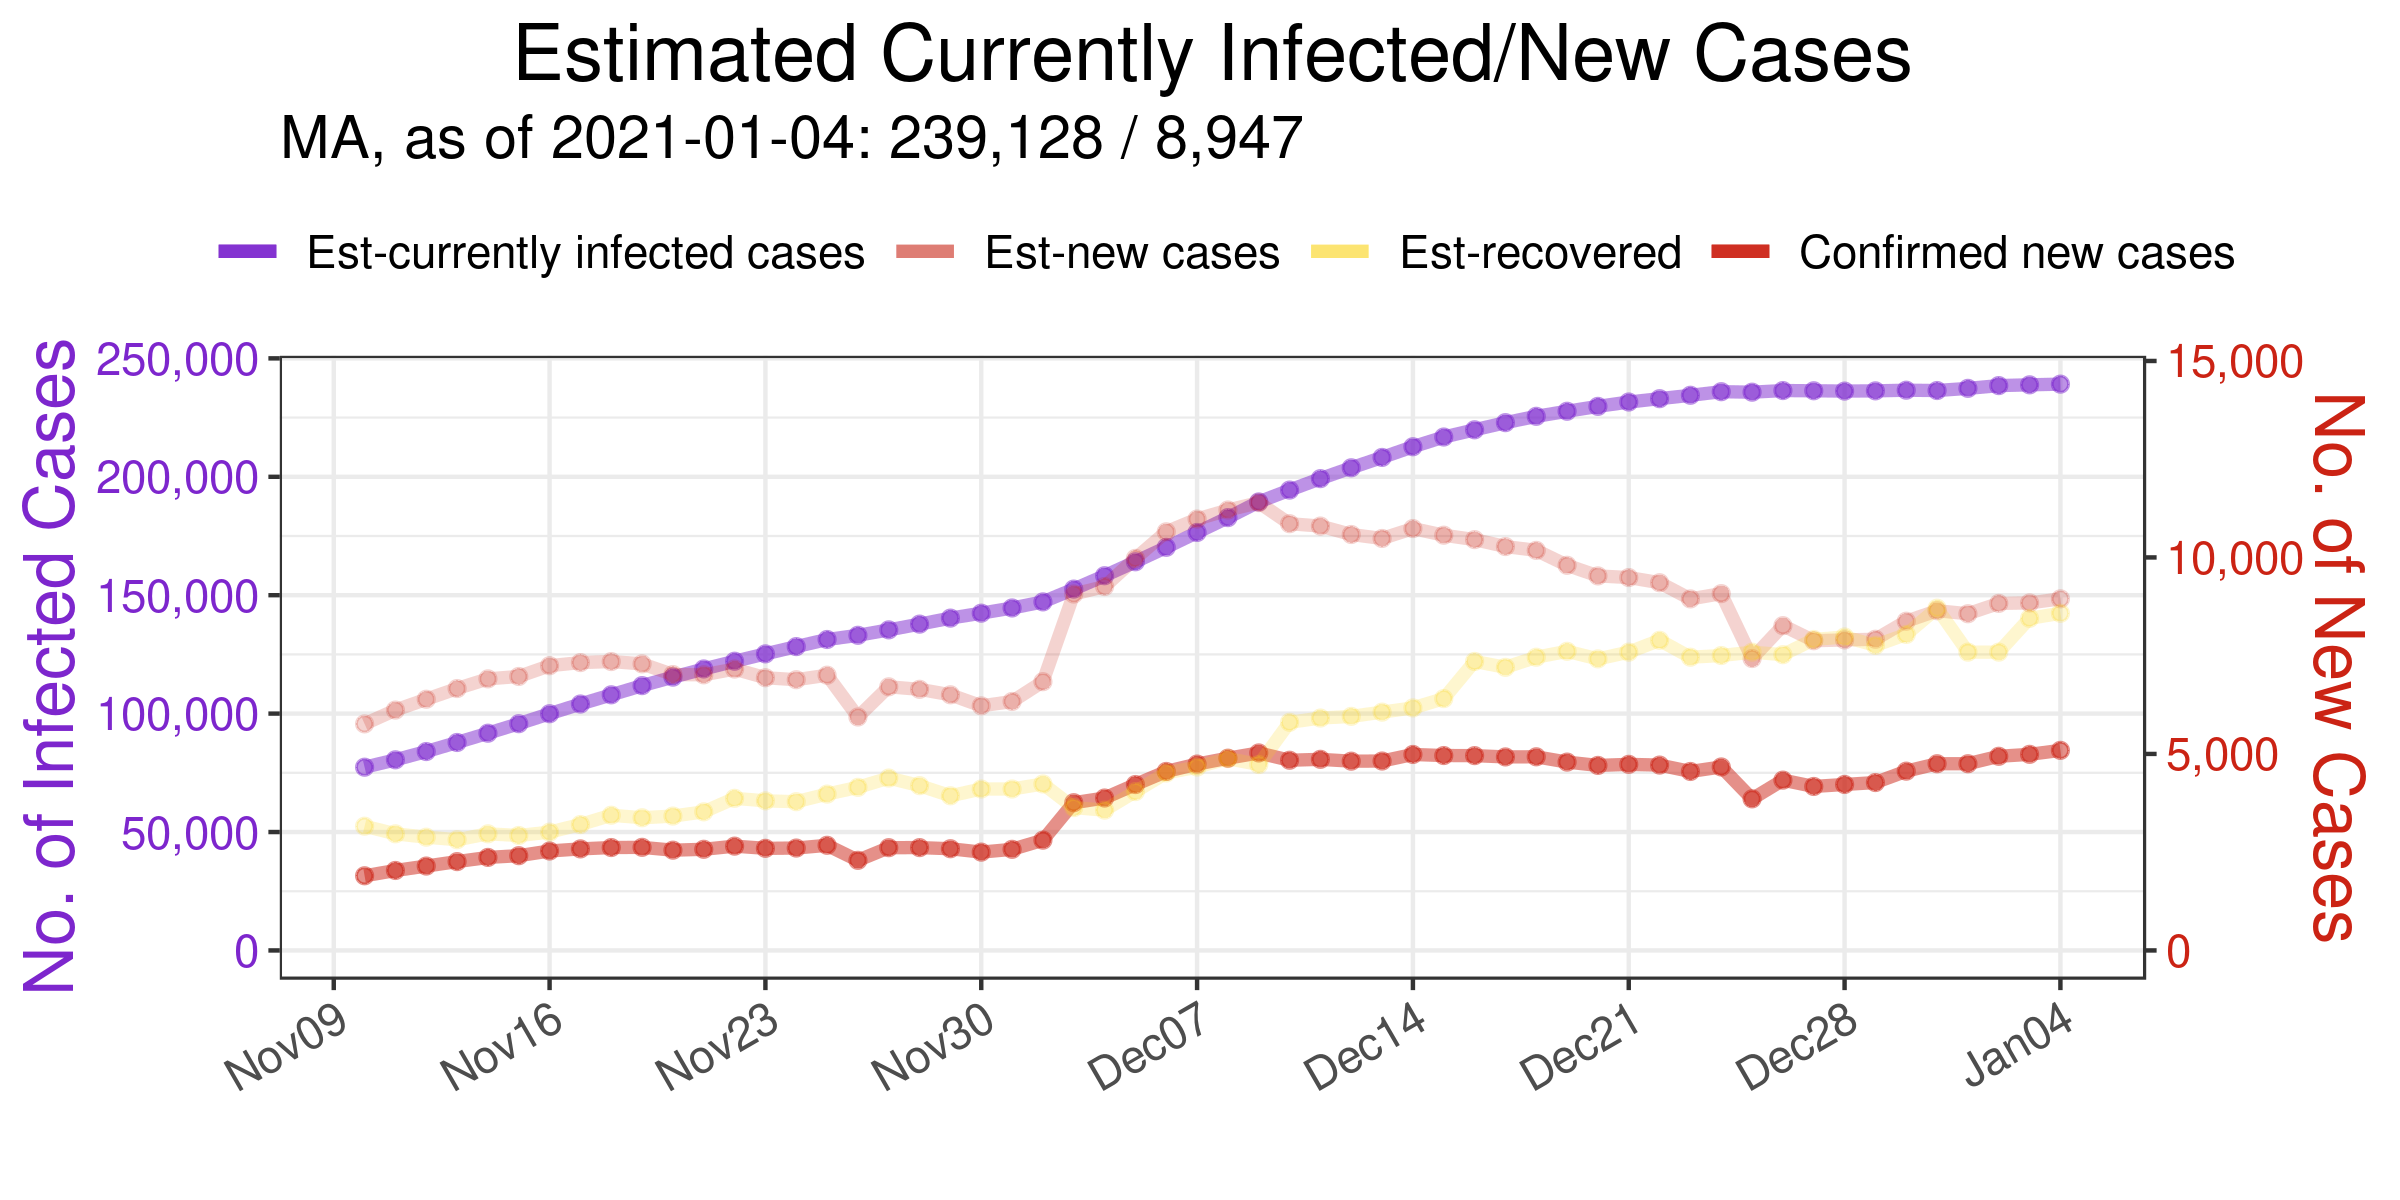 Estimated Currently Infected/New Cases
MA, as of 2021-01-04: 239,128 / 8,947
Est-currently infected cases Est-new cases Est-recovered Confirmed new cases
No. of Infected Cases
250,000
200,000
150,000
100,000
50,000
0
15,000
10,000
5,000
0
No. of New Cases
Nov09 Nov16 Nov23 Nov30 Dec07 Dec14 Dec21 Dec28 Jan04